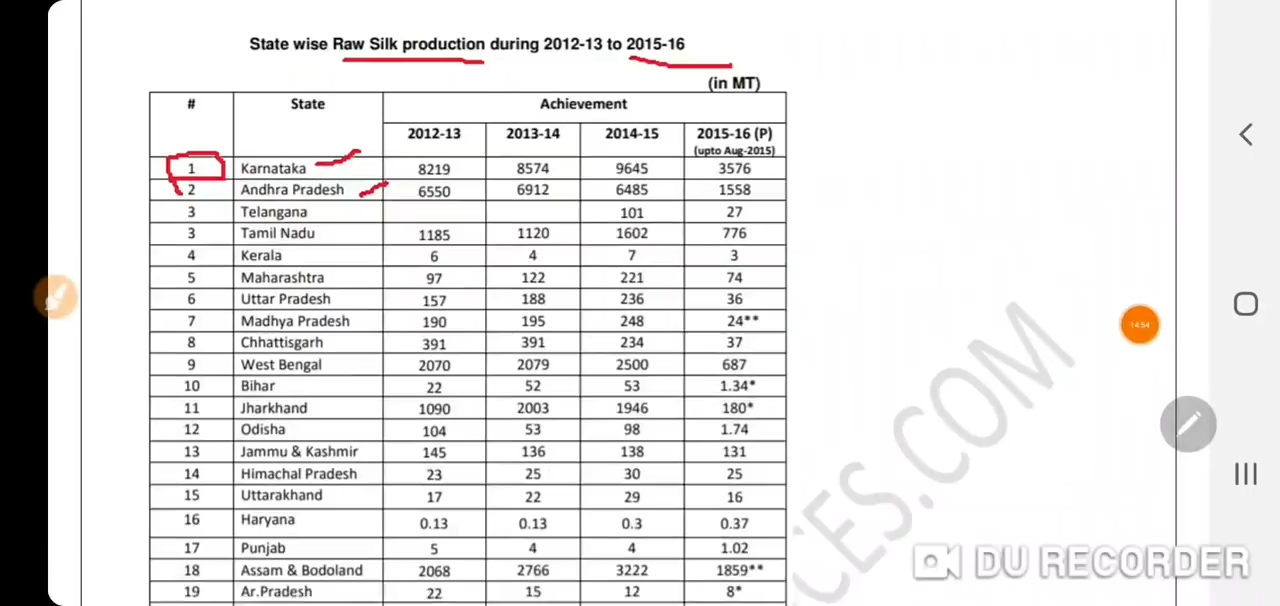 State wise Raw Silk production during 2012-13 to 2015-16
(in MT)
# State Achievement
2012-13 2013-14 2014-15 2015-16 (P)
(upto Aug-2015)
1 Karnataka 8219 8574 9645 3576
2 Andhra Pradesh 6550 6912 6485 1558
3 Telangana 101 27
3 Tamil Nadu 1185 1120 1602 776
4 Kerala 6 4 7 3
5 Maharashtra 97 122 221 74
6 Uttar Pradesh 157 188 236 36
7 Madhya Pradesh 190 195 248 24**
8 Chhattisgarh 391 391 234 37
9 West Bengal 2070 2079 2500 687
10 Bihar 22 52 53 1.34*
11 Jharkhand 1090 2003 1946 180*
12 Odisha 104 53 98 1.74
13 Jammu & Kashmir 145 136 138 131
14 Himachal Pradesh 23 25 30 25
15 Uttarakhand 17 22 29 16
16 Haryana 0.13 0.13 0.3 0.37
17 Punjab 5 4 4 1.02
18 Assam & Bodoland 2068 2766 3222 1859**
19 Ar.Pradesh 22 15 12 8*
14:54
CES.COM
DU RECORDER